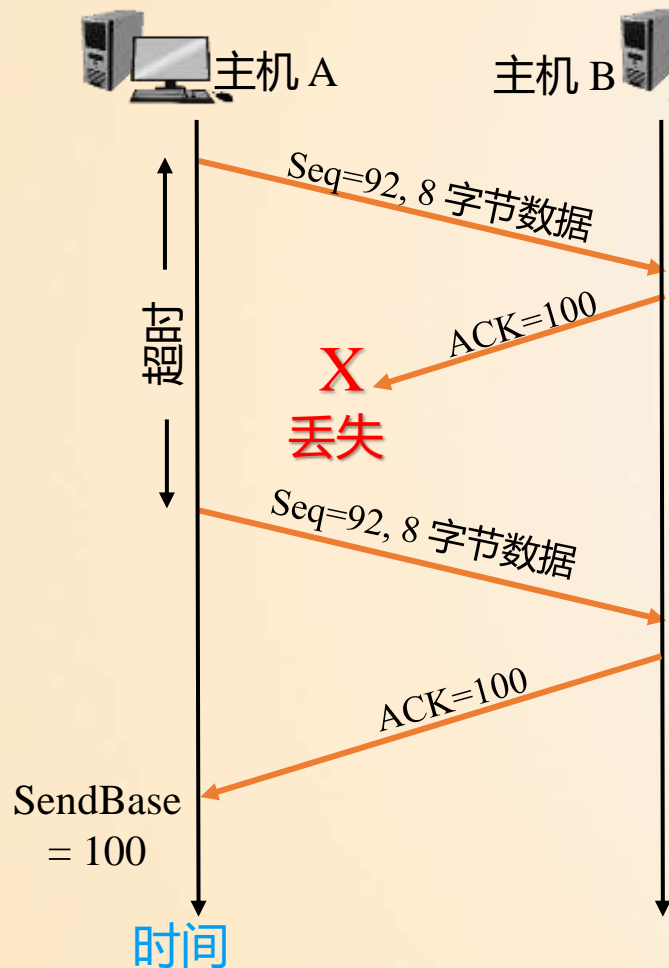 主机 A
主机 B
Seq=92, 8 字节数据
ACK=100
超时
X
丢失
Seq=92, 8 字节数据
ACK=100
SendBase
= 100
时间